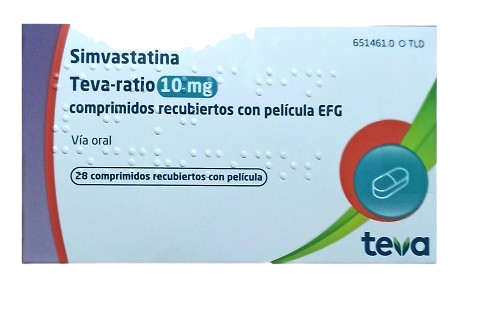 651461.0 O TLD
Simvastatina
Teva-ratio 10 mg
comprimidos recubiertos con película EFG
Vía oral
28 comprimidos recubiertos con película
teva